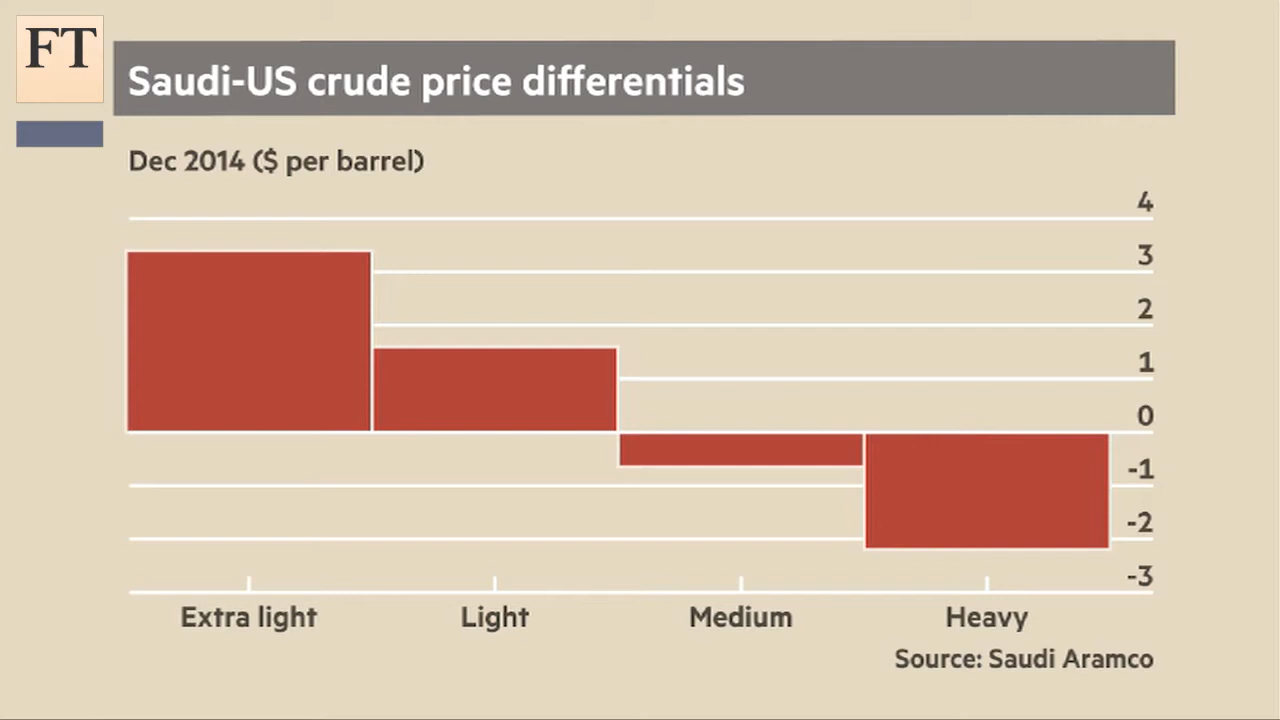 FT
Saudi-US crude price differentials
Dec 2014 ($ per barrel)
4
3
2
1
0
-1
-2
-3
Extra light Light Medium Heavy
Source: Saudi Aramco